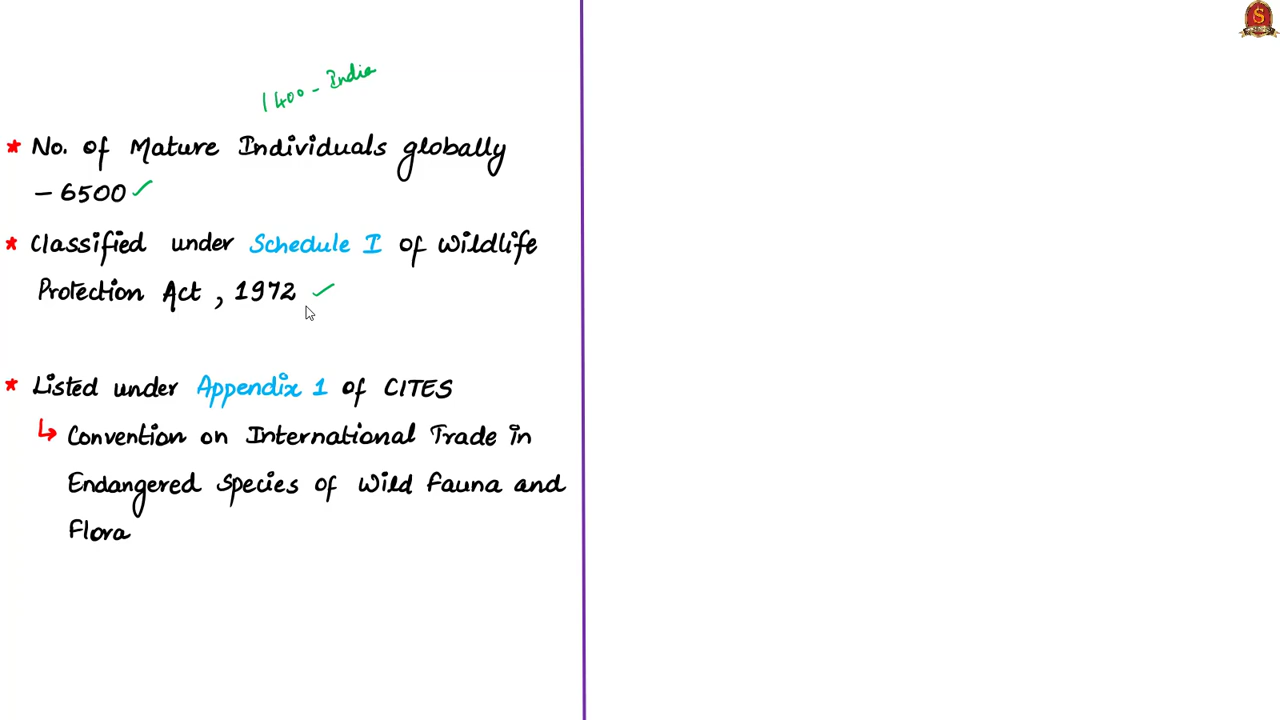 1400 - India
* No. of Mature Individuals globally
- 6500 ✓
* Classified under Schedule I of Wildlife
Protection Act, 1972 ✓
* Listed under Appendix 1 of CITES
↳ Convention on International Trade in
Endangered Species of Wild Fauna and
Flora